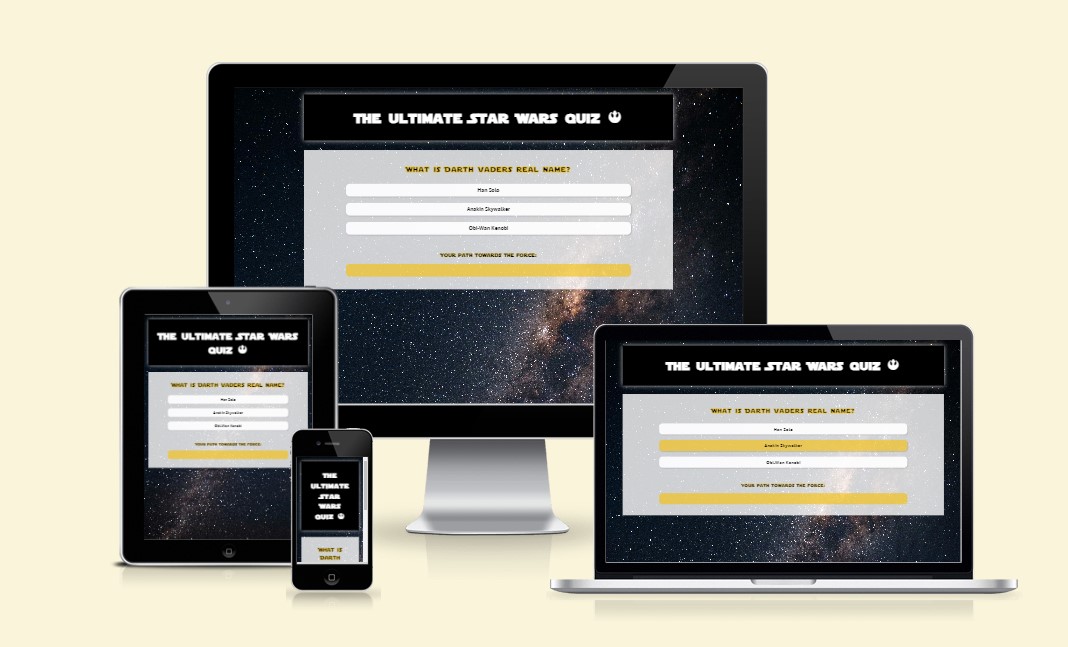 THE ULTIMATE STAR WARS QUIZ
WHAT IS DARTH VADERS REAL NAME?
Han Solo
Anakin Skywalker
Obi-Wan Kenobi
YOUR PATH TOWARDS THE FORCE:
THE ULTIMATE STAR WARS
QUIZ
WHAT IS DARTH VADERS REAL NAME?
Han Solo
Anakin Skywalker
Obi-Wan Kenobi
YOUR PATH TOWARDS THE FORCE:
THE
ULTIMATE
STAR
WARS
QUIZ
WHAT IS
DARTH
THE ULTIMATE STAR WARS QUIZ
WHAT IS DARTH VADERS REAL NAME?
Han Solo
Anakin Skywalker
Obi-Wan Kenobi
YOUR PATH TOWARDS THE FORCE: